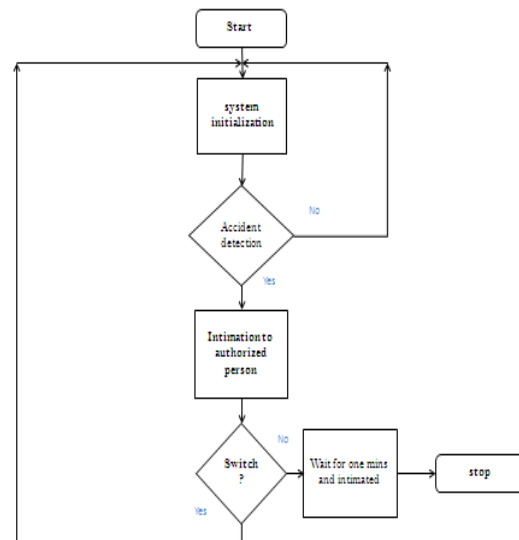 Start
system
initialization
Accident
detection
No
Yes
Intimation to
authorized
person
Switch
?
No
Wait for one mins
and intimated
stop
Yes